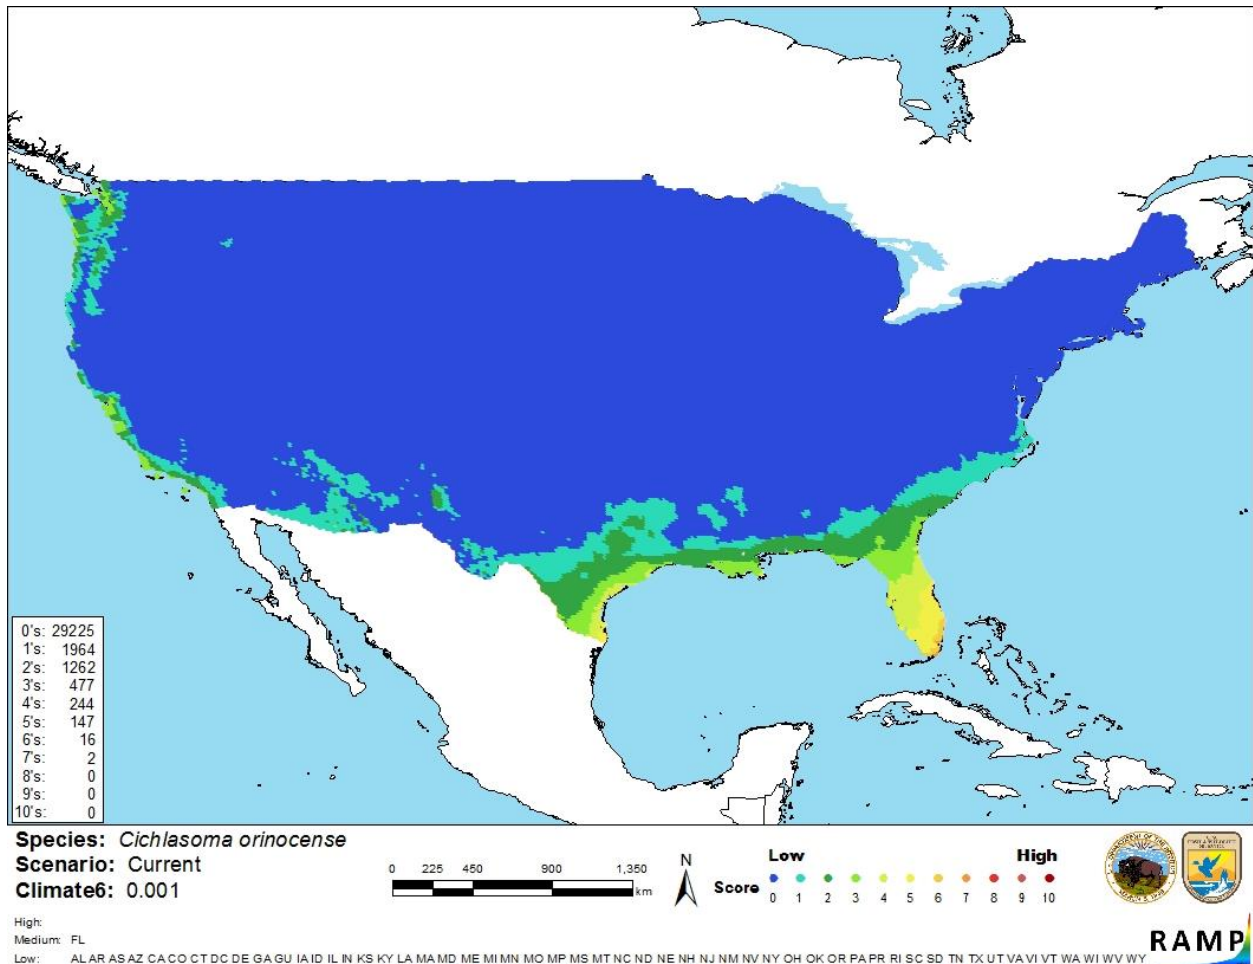 0's: 29225
1's: 1964
2's: 1262
3's: 477
4's: 244
5's: 147
6's: 16
7's: 2
8's: 0
9's: 0
10's: 0
Species: Cichlasoma orinocense
Scenario: Current
Climate6: 0.001
0 225 450 900 1,350
km
N
Low High
Score
0 1 2 3 4 5 6 7 8 9 10
High:
Medium: FL
Low: AL AR AS AZ CA CO CT DC DE GA GU IA ID IL IN KS KY LA MA MD ME MI MN MO MP MS MT NC ND NE NH NJ NM NV NY OH OK OR PA PR RI SC SD TN TX UT VA VI VT WA WI WV WY
RAMP